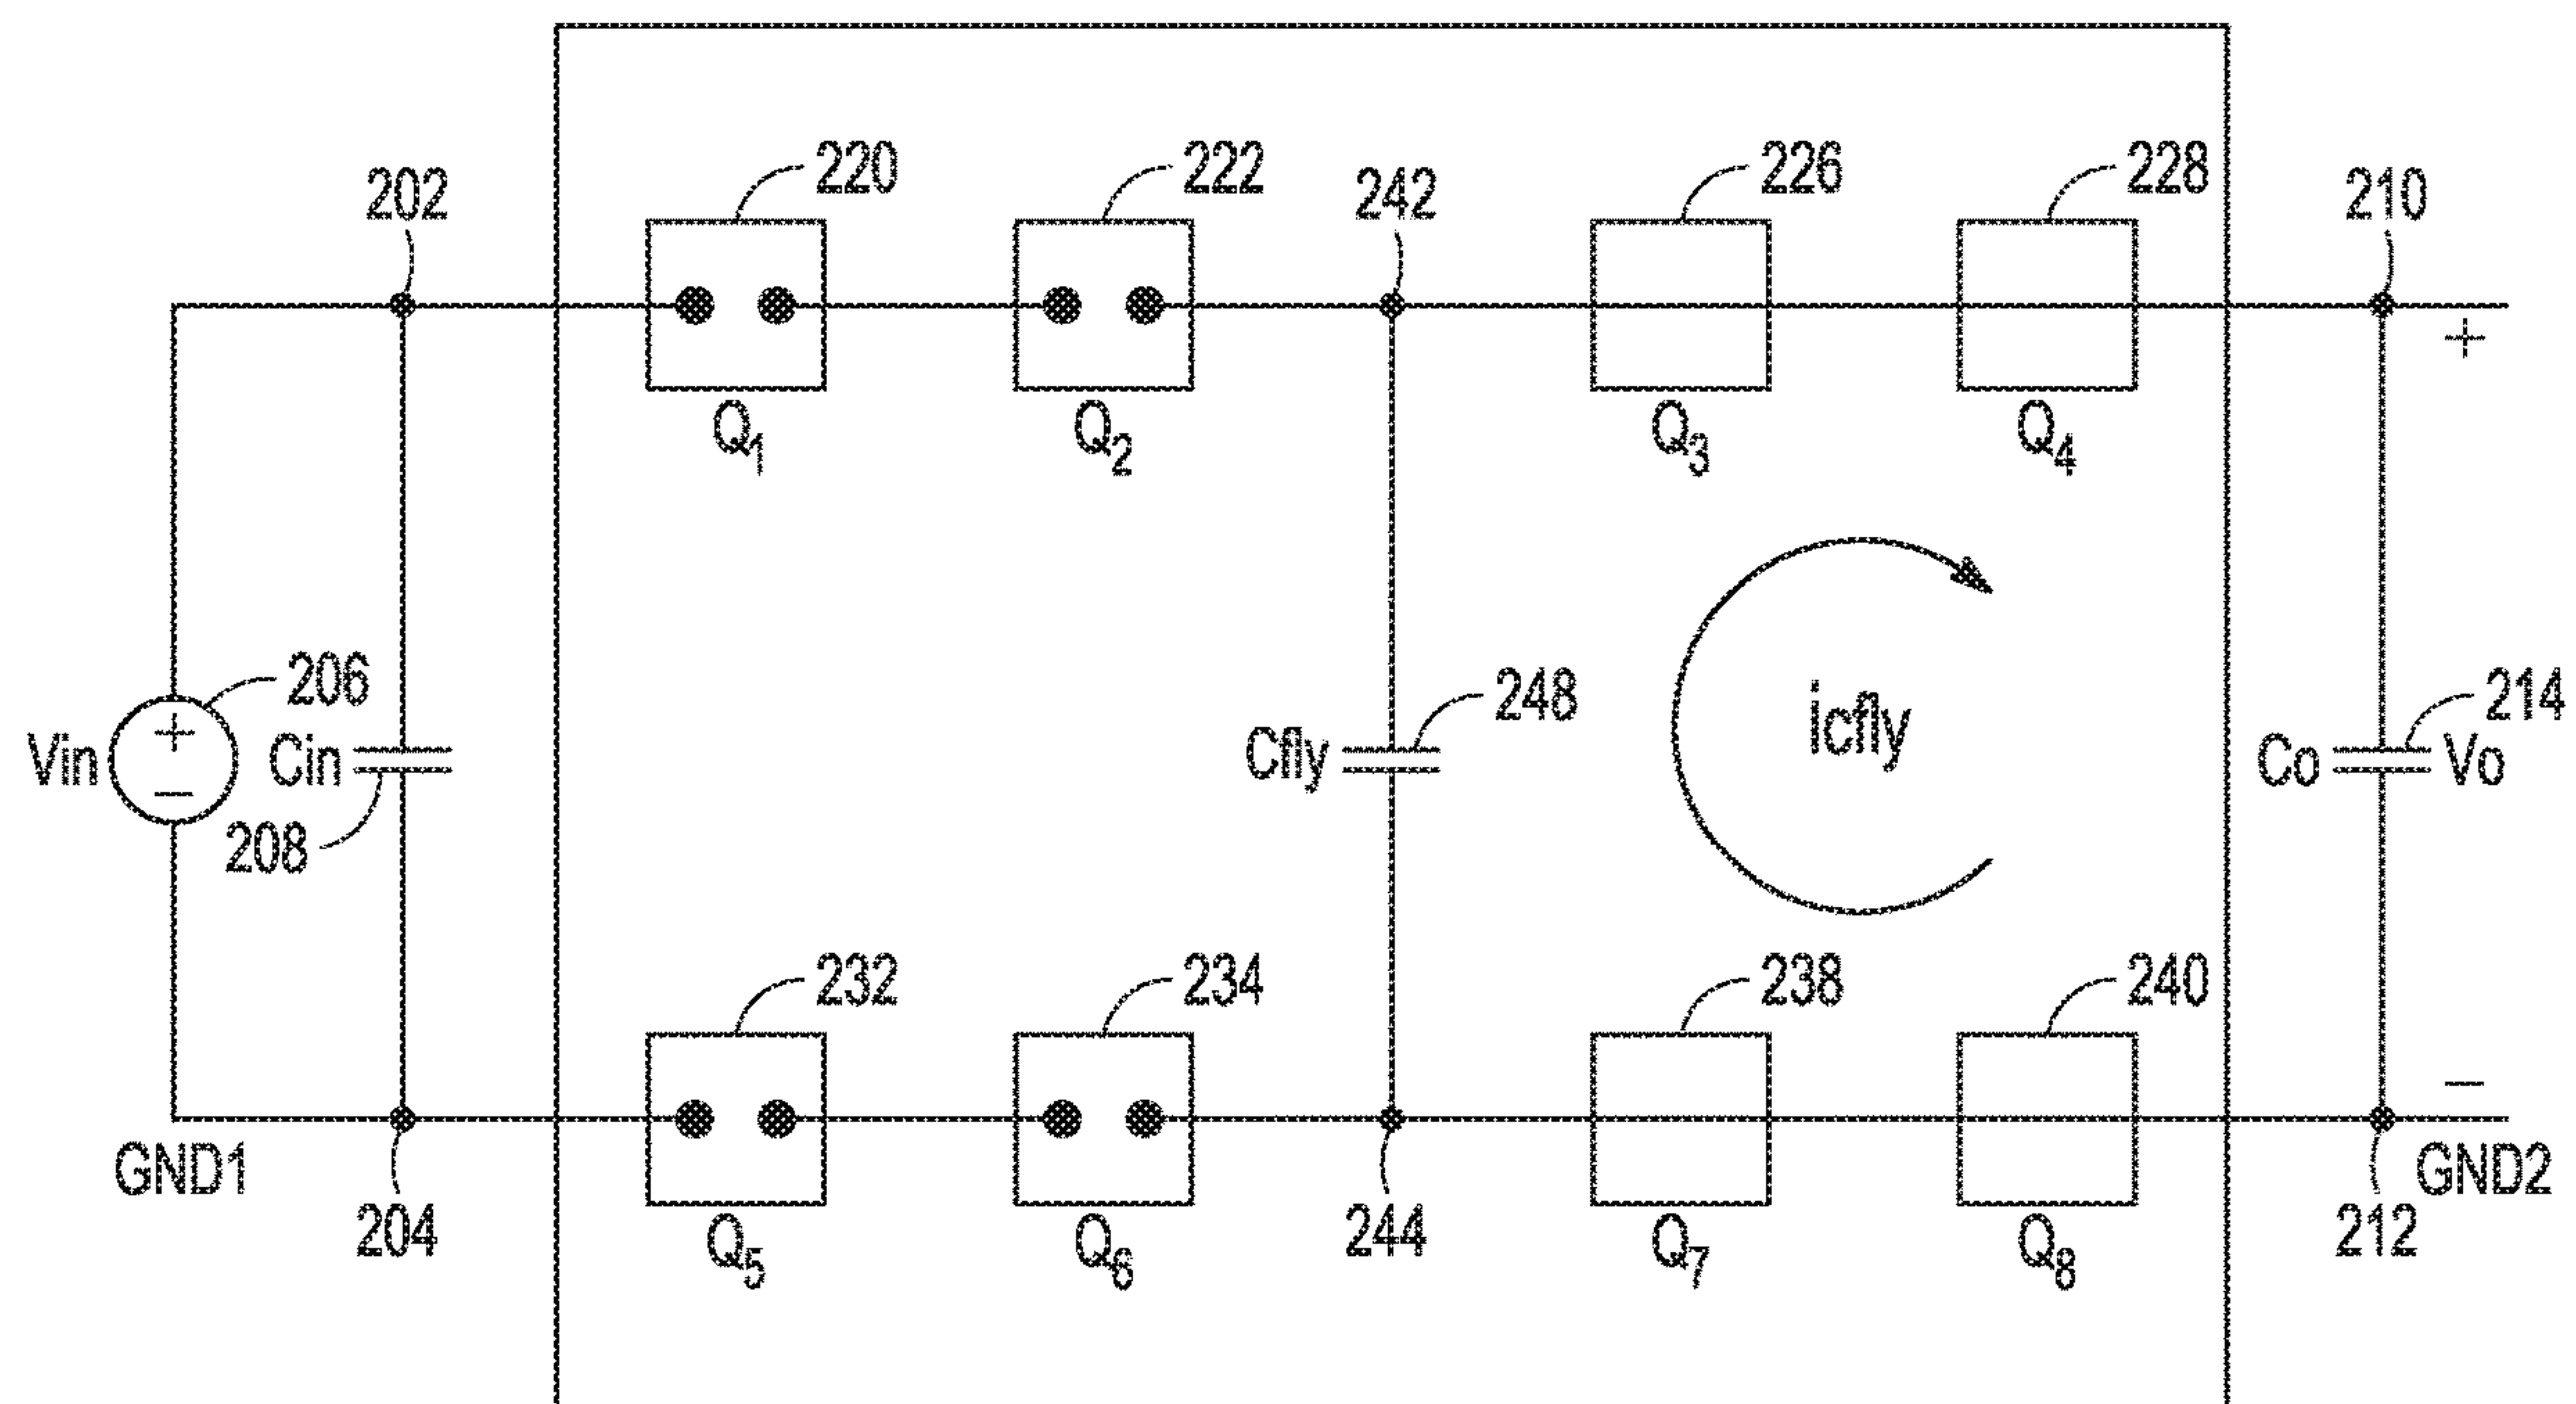 202
220
222
242
226
228
210
Q1
Q2
Q3
Q4
+
206
Vin
+
−
Cin
208
Cfly
248
icfly
Co
214
Vo
232
234
238
240
−
GND1
204
Q5
Q6
244
Q7
Q8
212
GND2